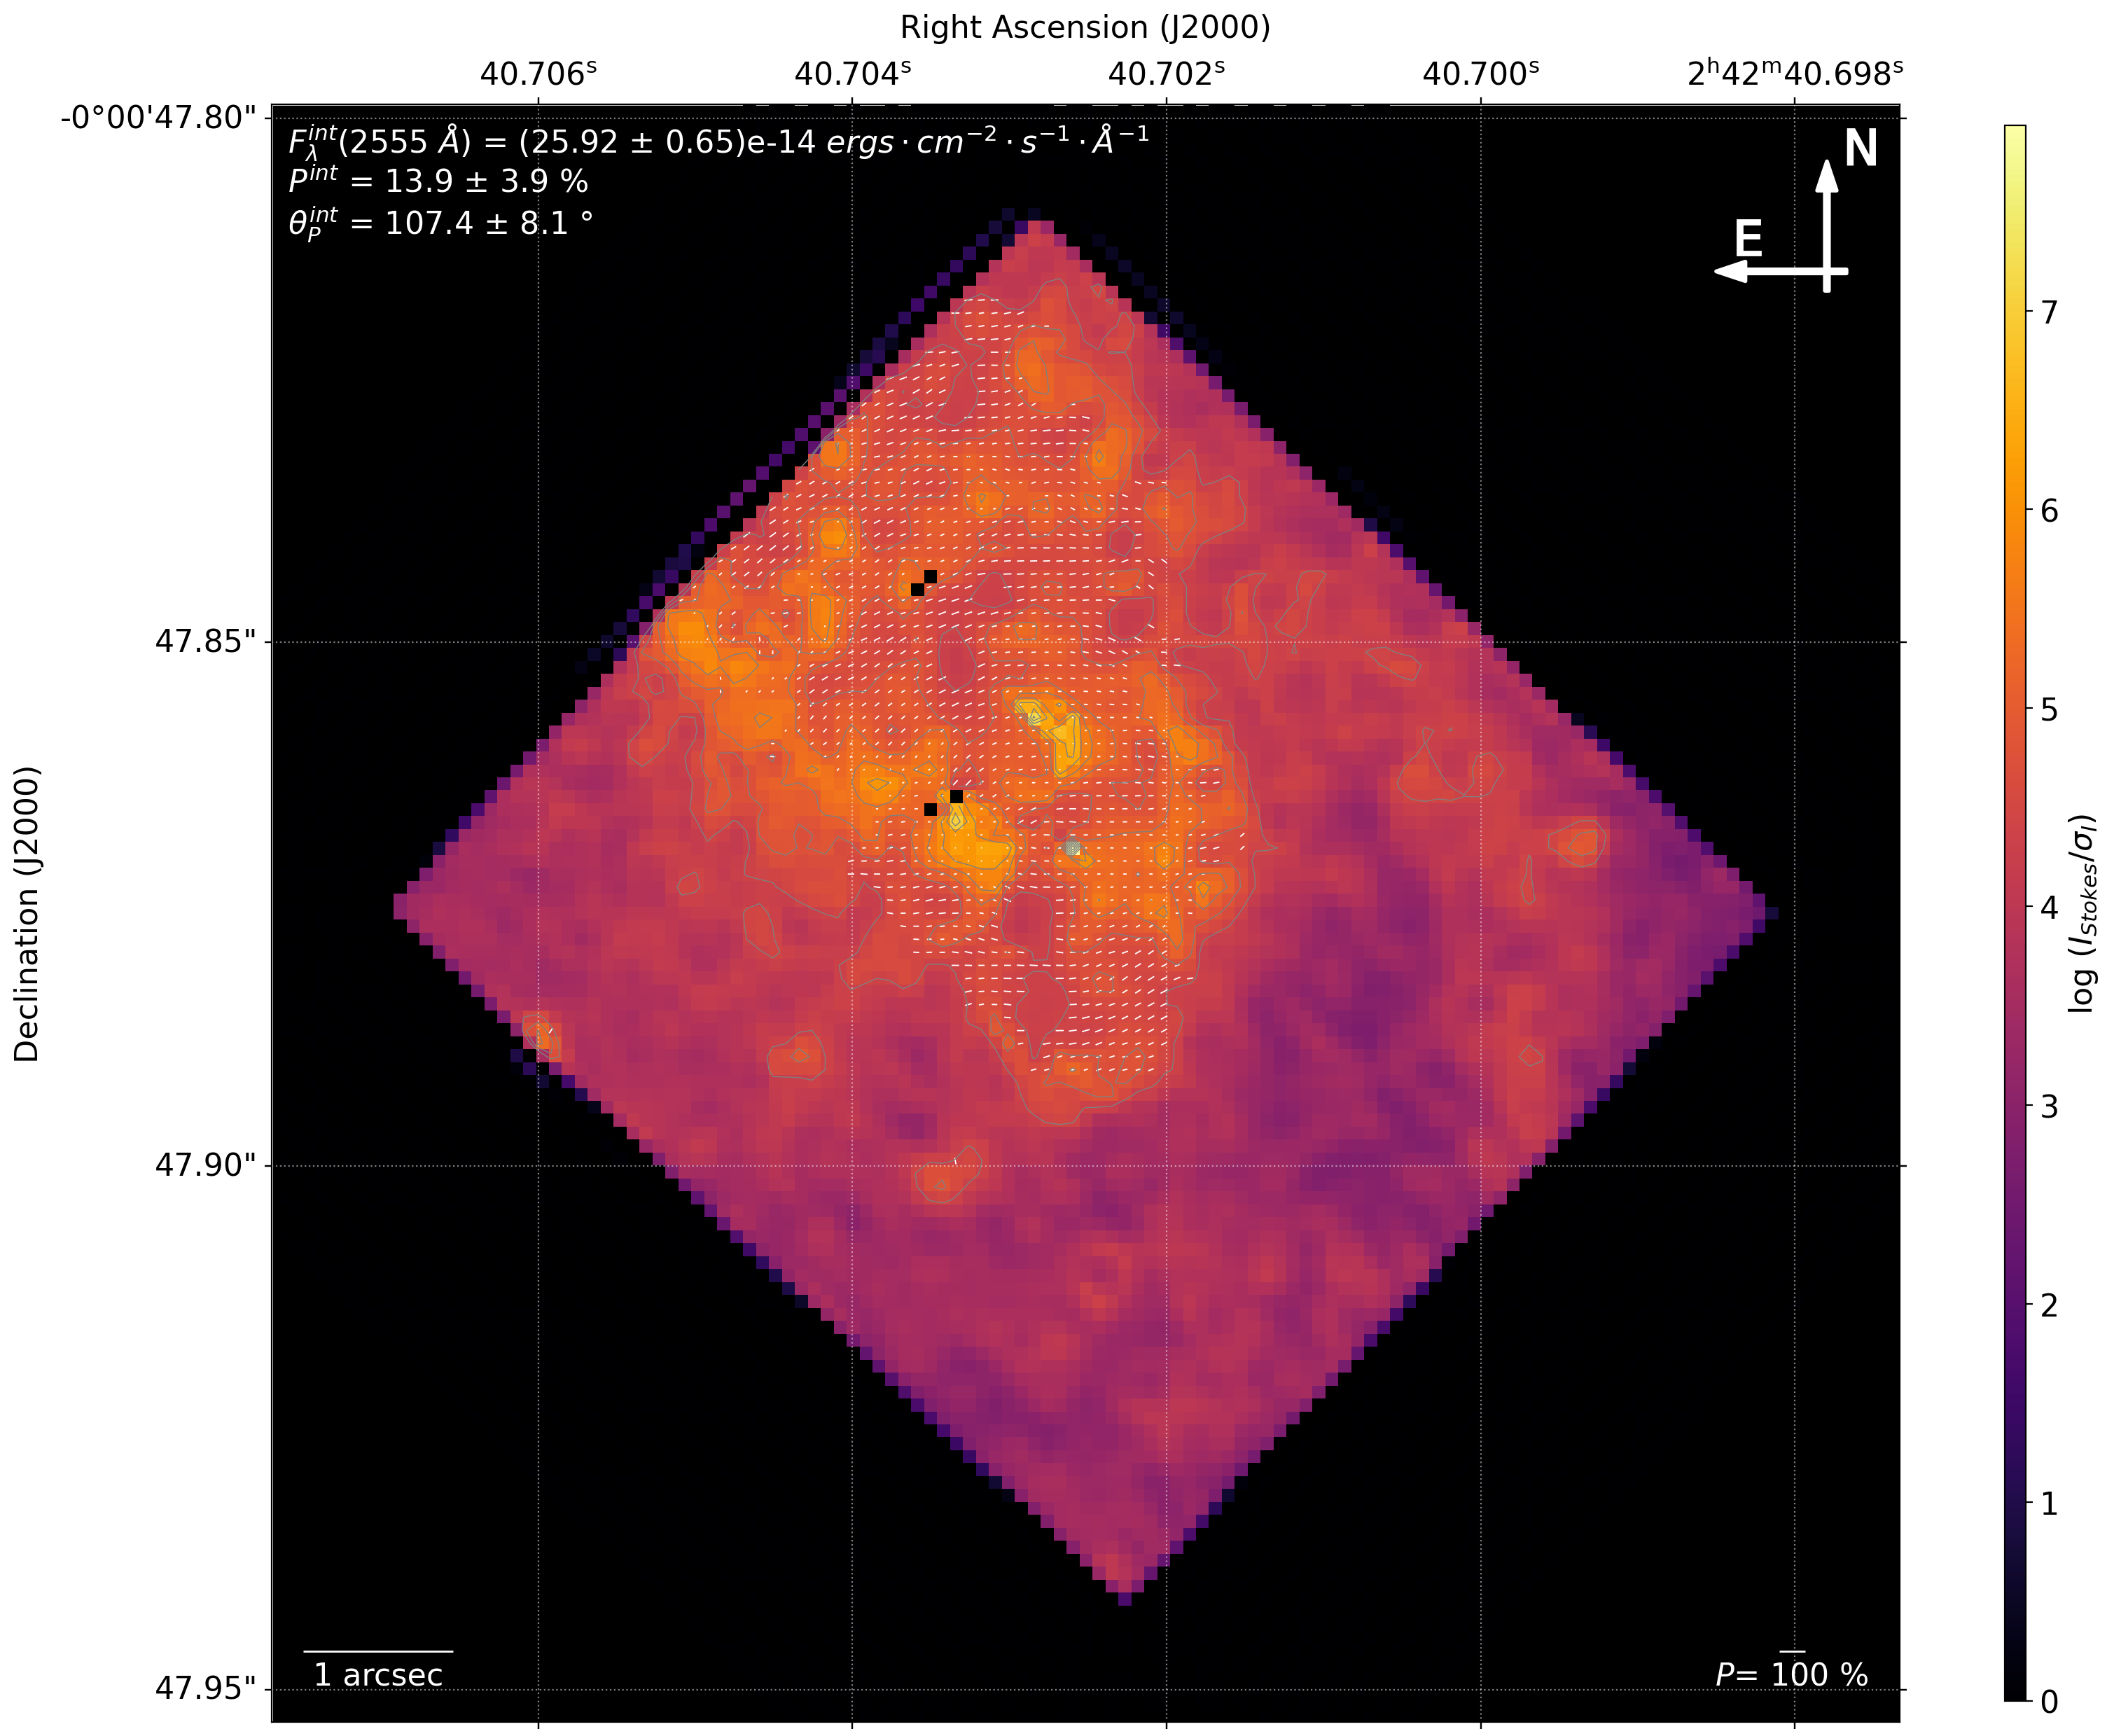 Right Ascension (J2000)
40.706ˢ 40.704ˢ 40.702ˢ 40.700ˢ 2ʰ42ᵐ40.698ˢ
-0°00'47.80"
F_λ^int(2555 Å) = (25.92 ± 0.65)e-14 ergs · cm⁻² · s⁻¹ · Å⁻¹
P^int = 13.9 ± 3.9 %
θ_P^int = 107.4 ± 8.1 °
N
E
47.85"
47.90"
47.95"
Declination (J2000)
1 arcsec
P= 100 %
7
6
5
4
3
2
1
0
log (I_Stokes/σ_I)